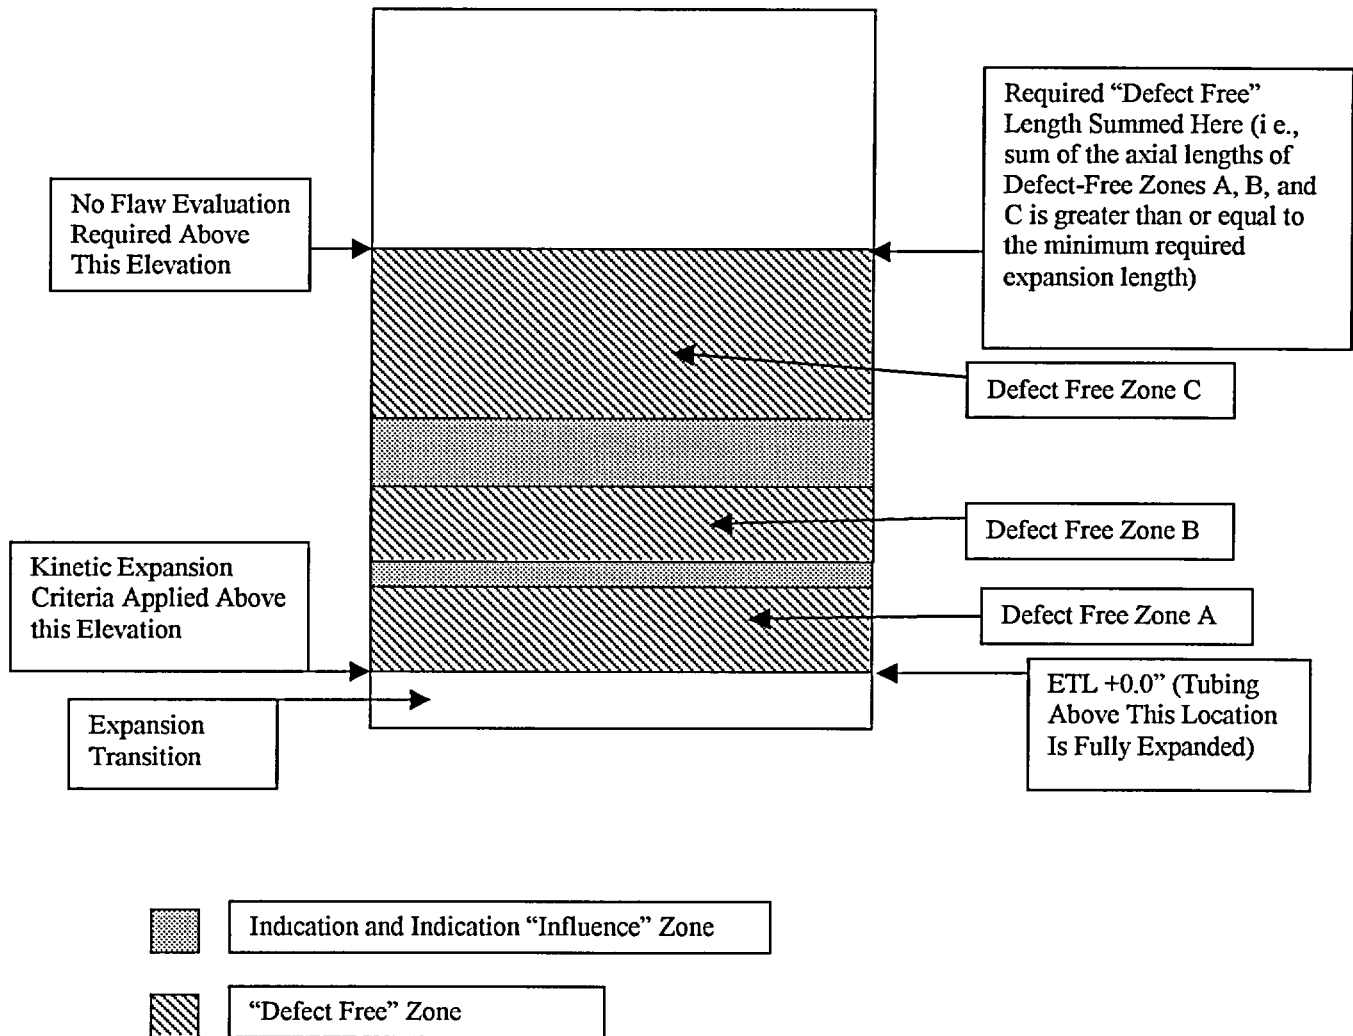 No Flaw Evaluation
Required Above
This Elevation
Required “Defect Free”
Length Summed Here (i e.,
sum of the axial lengths of
Defect-Free Zones A, B, and
C is greater than or equal to
the minimum required
expansion length)
Defect Free Zone C
Defect Free Zone B
Kinetic Expansion
Criteria Applied Above
this Elevation
Defect Free Zone A
ETL +0.0” (Tubing
Above This Location
Is Fully Expanded)
Expansion
Transition
Indication and Indication “Influence” Zone
“Defect Free” Zone